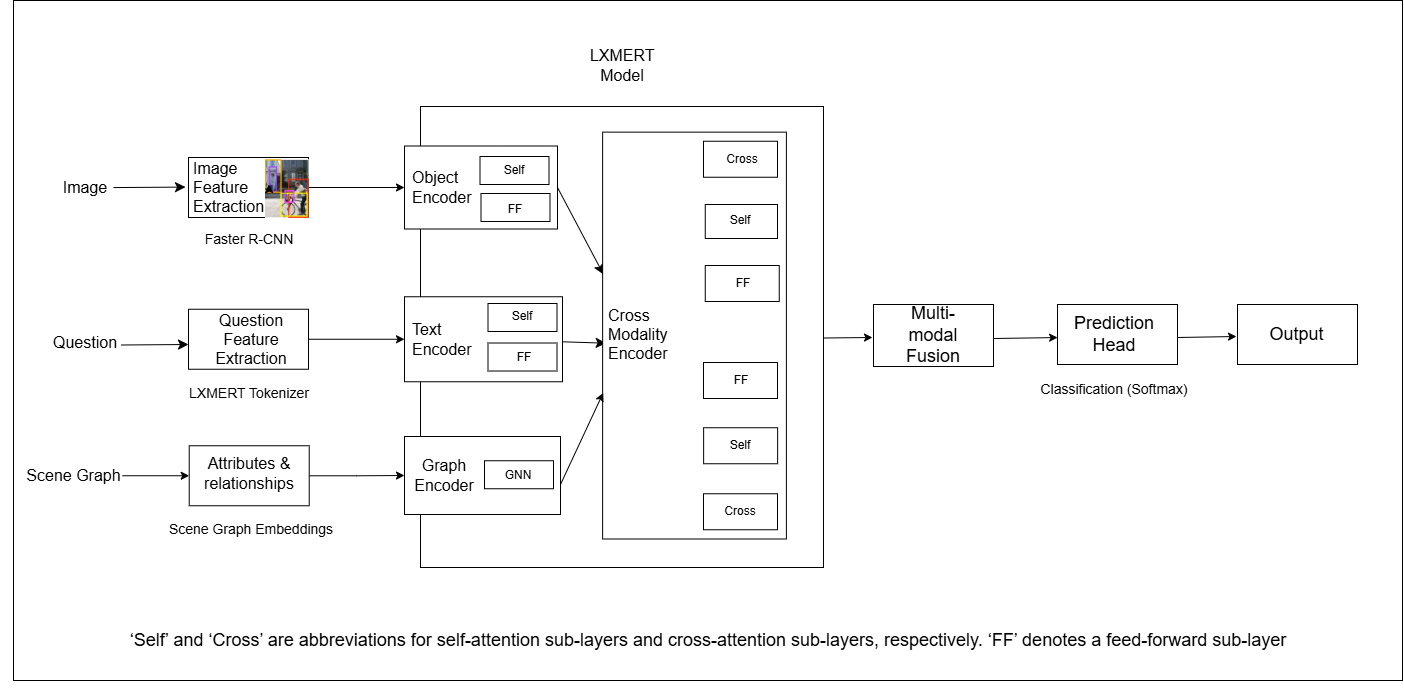 LXMERT
Model
Image
Image
Feature
Extraction
Faster R-CNN
Object
Encoder
Self
FF
Question
Question
Feature
Extraction
LXMERT Tokenizer
Text
Encoder
Self
FF
Scene Graph
Attributes &
relationships
Scene Graph Embeddings
Graph
Encoder
GNN
Cross
Modality
Encoder
Cross
Self
FF
FF
Self
Cross
Multi-
modal
Fusion
Prediction
Head
Classification (Softmax)
Output
‘Self’ and ‘Cross’ are abbreviations for self-attention sub-layers and cross-attention sub-layers, respectively. ‘FF’ denotes a feed-forward sub-layer